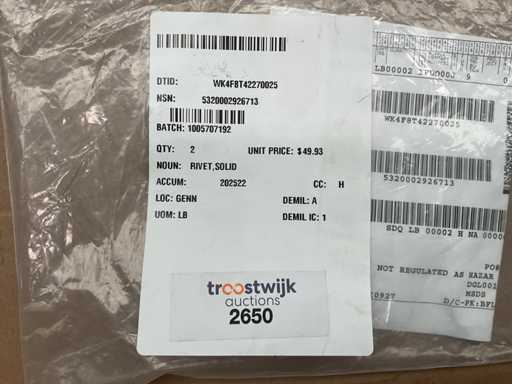 DTID: WK4F8T42270025
NSN: 5320002926713
BATCH: 1005707192
QTY: 2 UNIT PRICE: $49.93
NOUN: RIVET,SOLID
ACCUM: 202522 CC: H
LOC: GENN DEMIL: A
UOM: LB DEMIL IC: 1
troostwijk
auctions
2650
WK4F8T42270025
5320002926713
SDQ LB 00002 H NA
NOT REGULATED AS HAZAR
MSDS